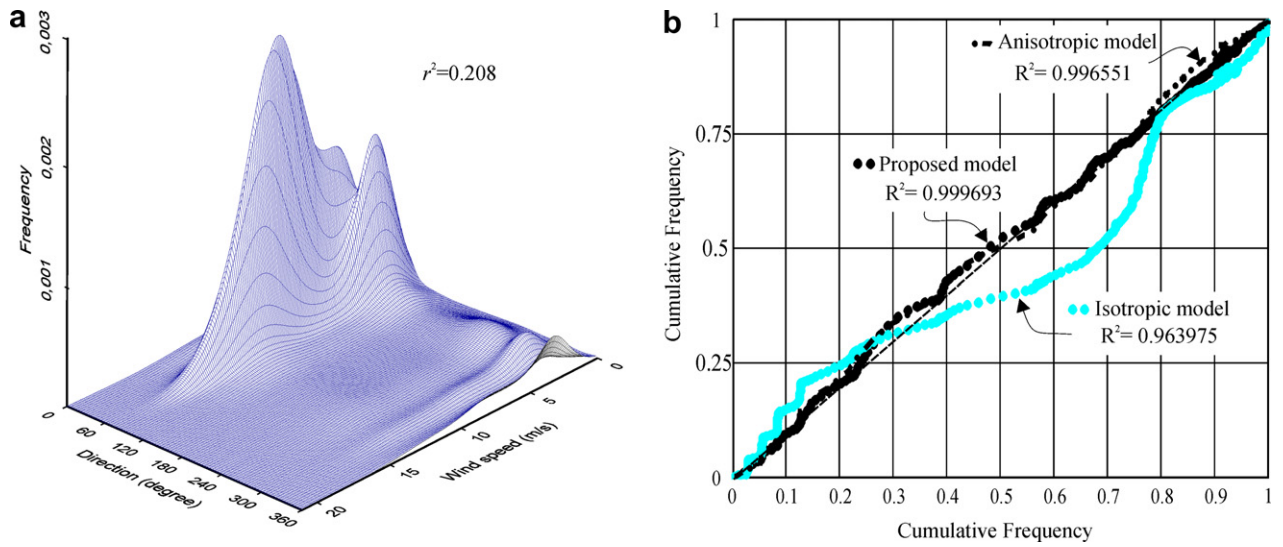 a
0,003
0,002
0,001
0
Frequency
r²=0.208
0
60
120
180
240
300
360
Direction (degree)
20
15
10
5
0
Wind speed (m/s)
b
1
0.75
0.5
0.25
0
Cumulative Frequency
Anisotropic model
R²= 0.996551
Proposed model
R²= 0.999693
Isotropic model
R²= 0.963975
0 0.1 0.2 0.3 0.4 0.5 0.6 0.7 0.8 0.9 1
Cumulative Frequency